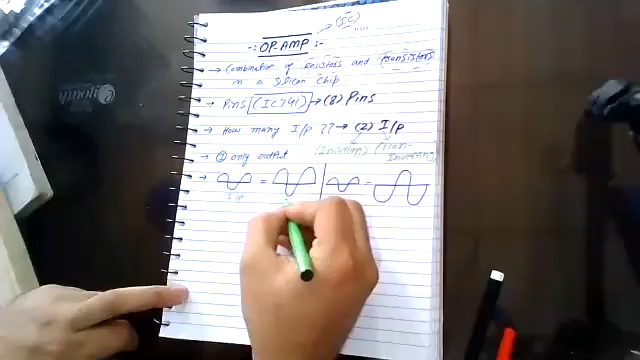 (IC)
-: OP.AMP :-
→ Combination of Resistors and transistors
in a Silicon Chip
→ Pins (IC741) → (8) Pins
→ How many I/p ?? → (2) I/p
(Inverting) (Non-
Inverting)
→ ① only output
→ = | =
I/p